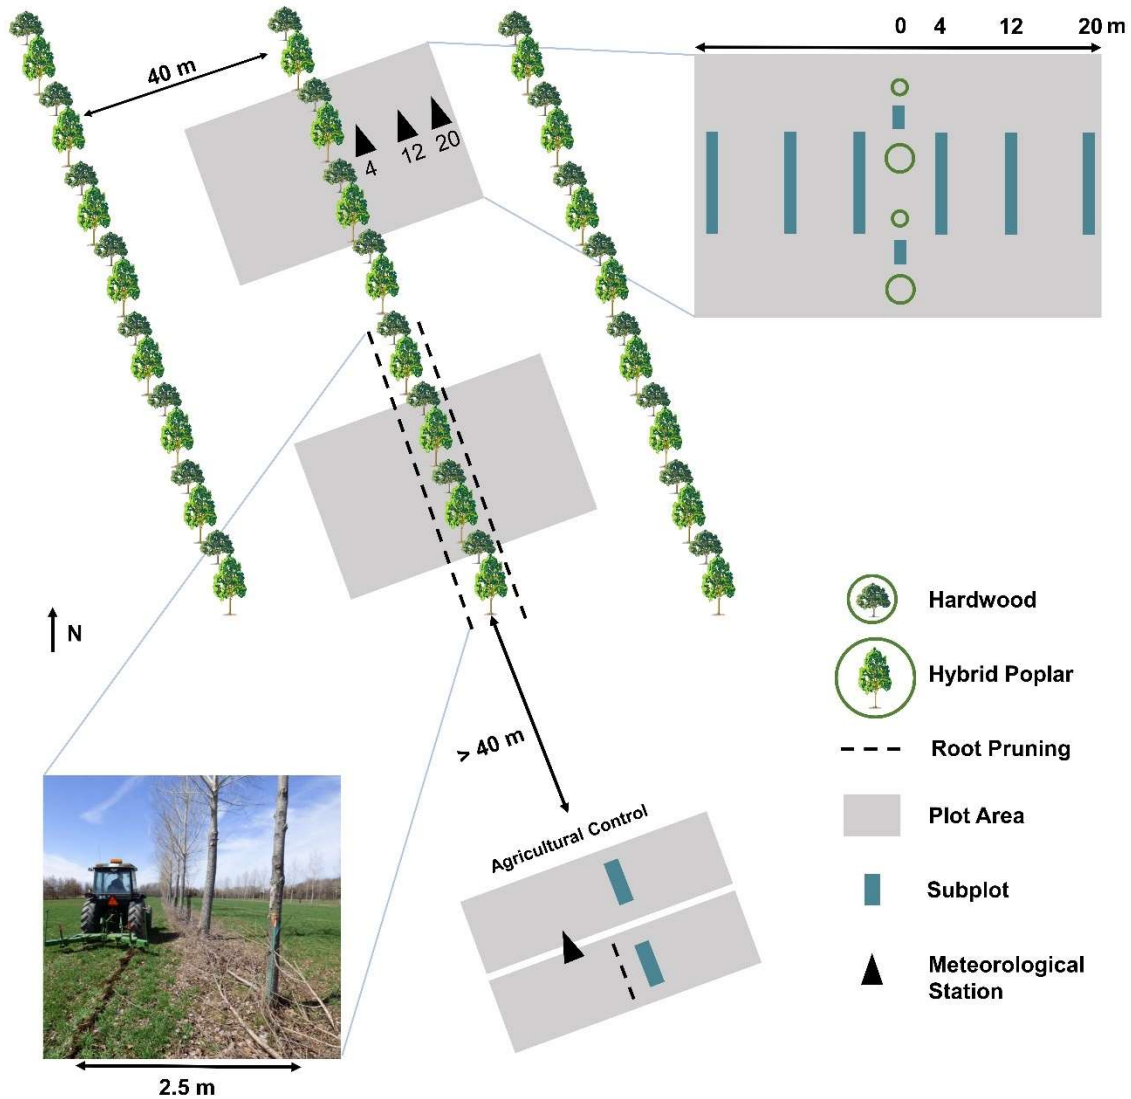 0 4 12 20 m
40 m
4 12 20
N
Hardwood
Hybrid Poplar
Root Pruning
Plot Area
Subplot
Meteorological
Station
> 40 m
Agricultural Control
2.5 m